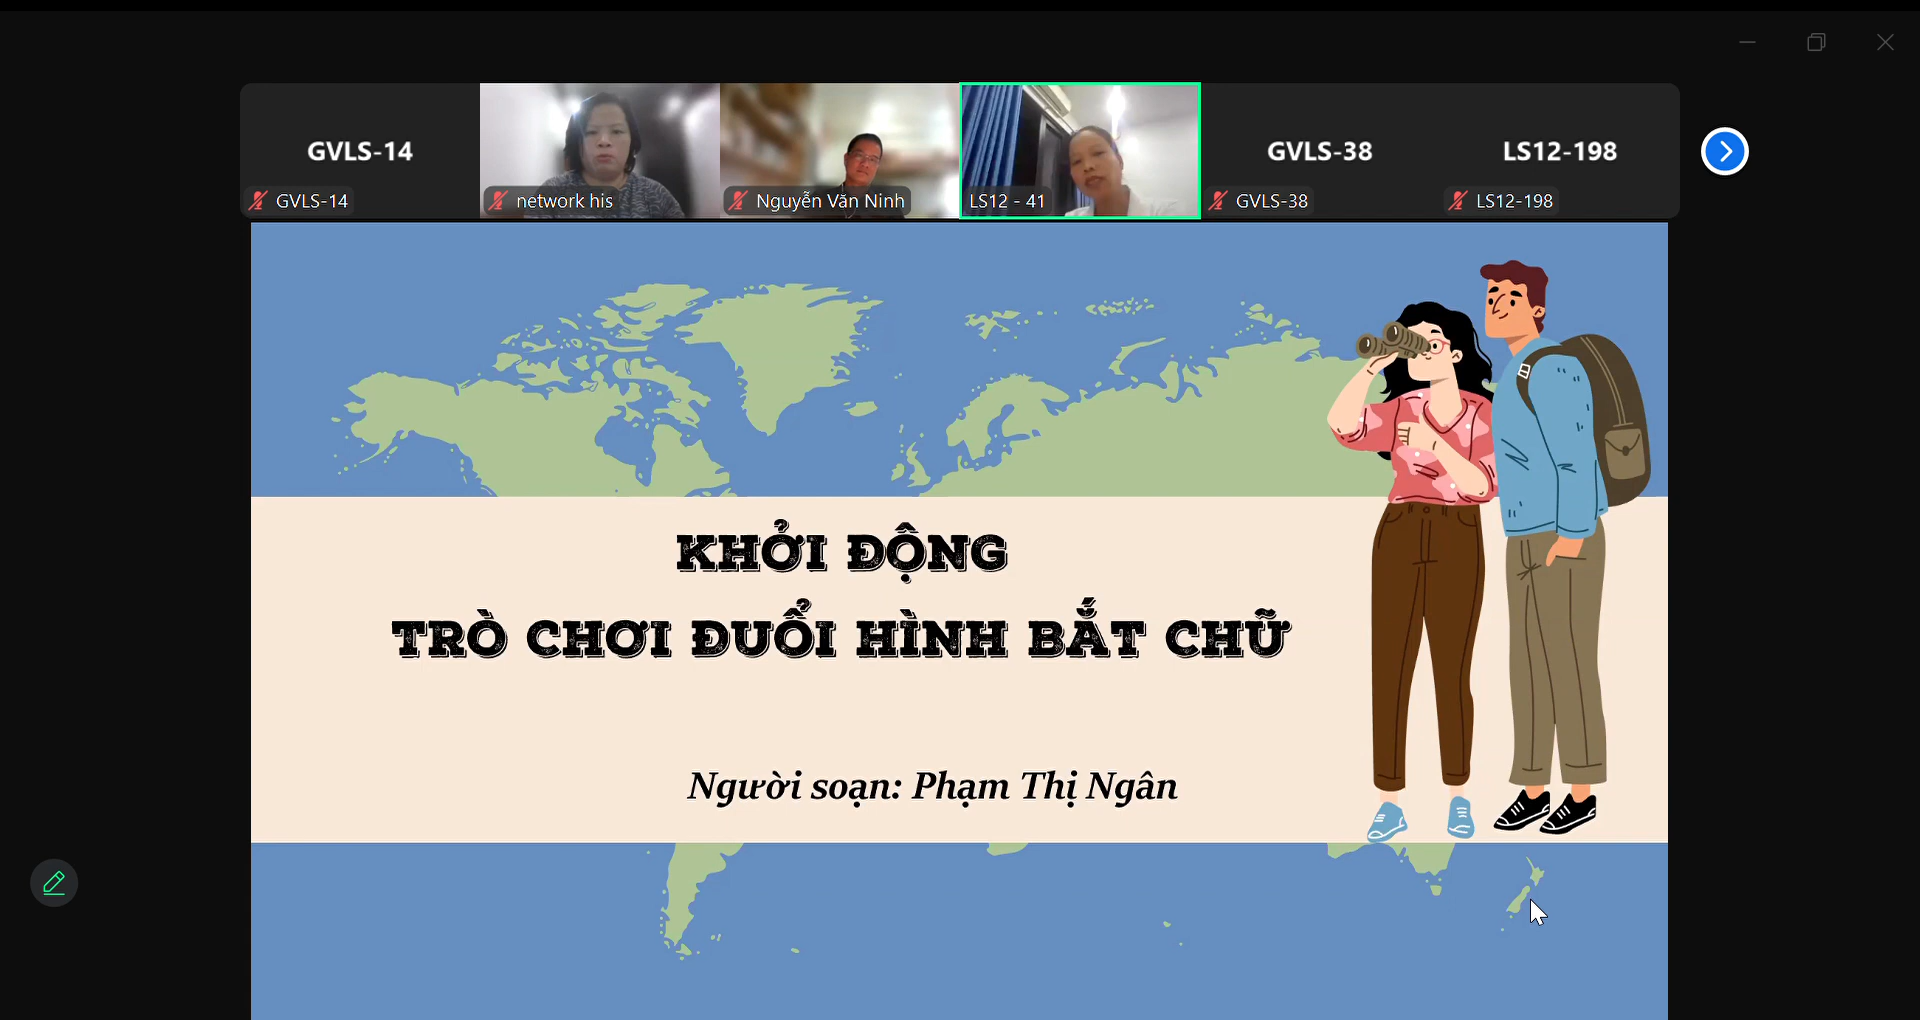 GVLS-14
GVLS-38
LS12-198
GVLS-14
network his
Nguyễn Văn Ninh
LS12 - 41
GVLS-38
LS12-198
KHỞI ĐỘNG
TRÒ CHƠI ĐUỔI HÌNH BẮT CHỮ
Người soạn: Phạm Thị Ngân